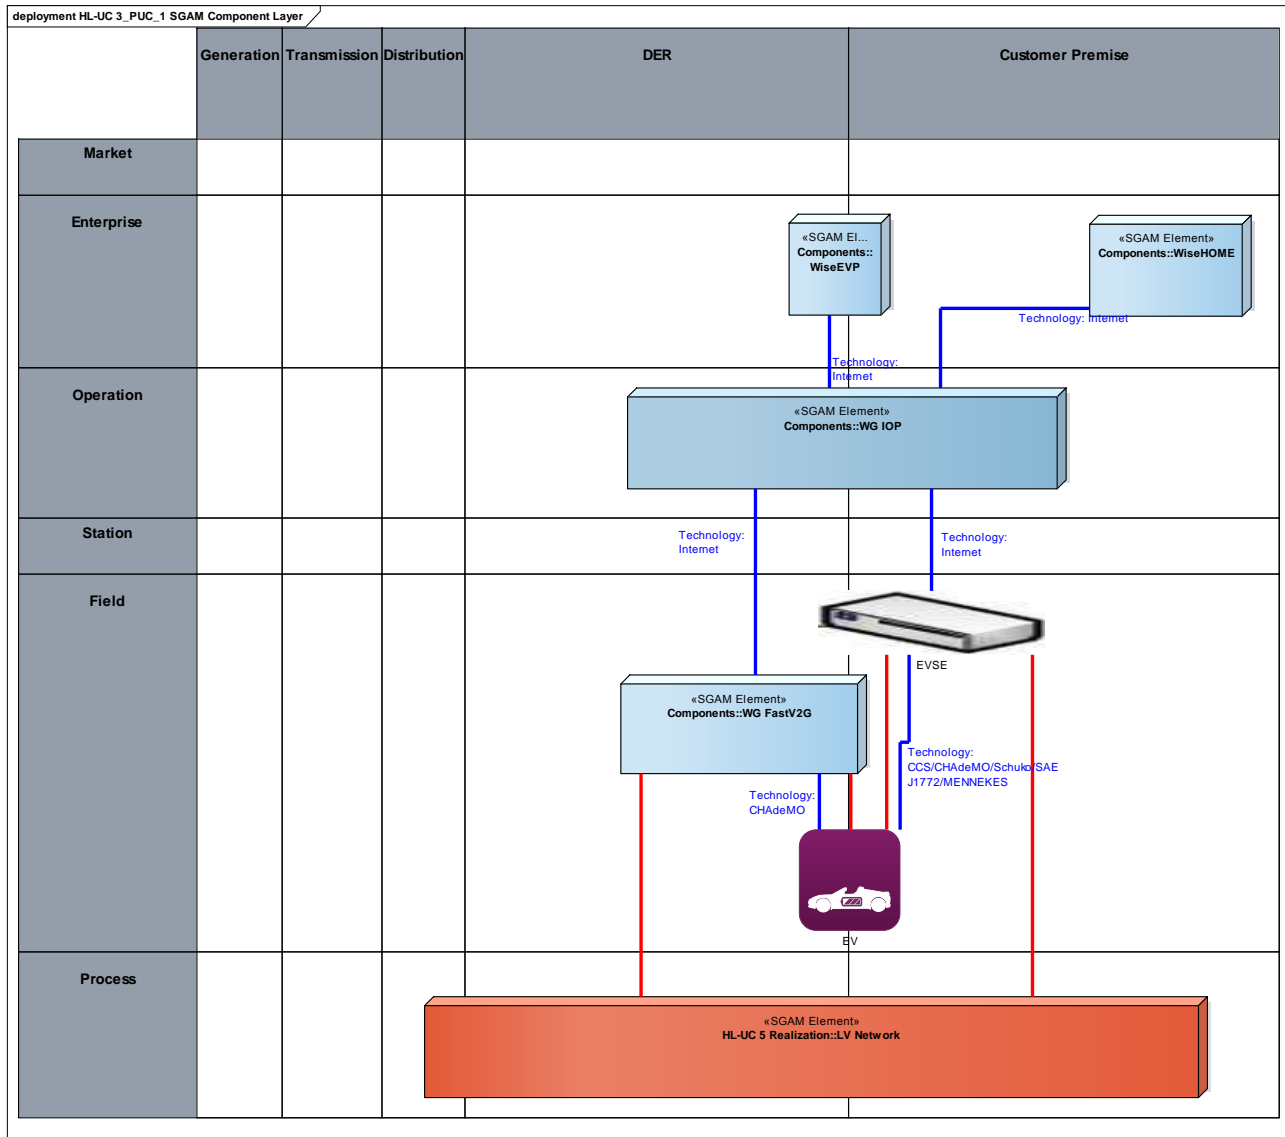 deployment HL-UC 3_PUC_1 SGAM Component Layer
Generation Transmission Distribution DER Customer Premise
Market
Enterprise
«SGAM El...
Components::
WiseEVP
«SGAM Element»
Components::WiseHOME
Technology: Internet
Technology:
Internet
Operation
«SGAM Element»
Components::WG IOP
Station
Technology:
Internet
Technology:
Internet
Field
EVSE
«SGAM Element»
Components::WG FastV2G
Technology:
CCS/CHAdeMO/Schuko/SAE
J1772/MENNEKES
Technology:
CHAdeMO
EV
Process
«SGAM Element»
HL-UC 5 Realization::LV Network